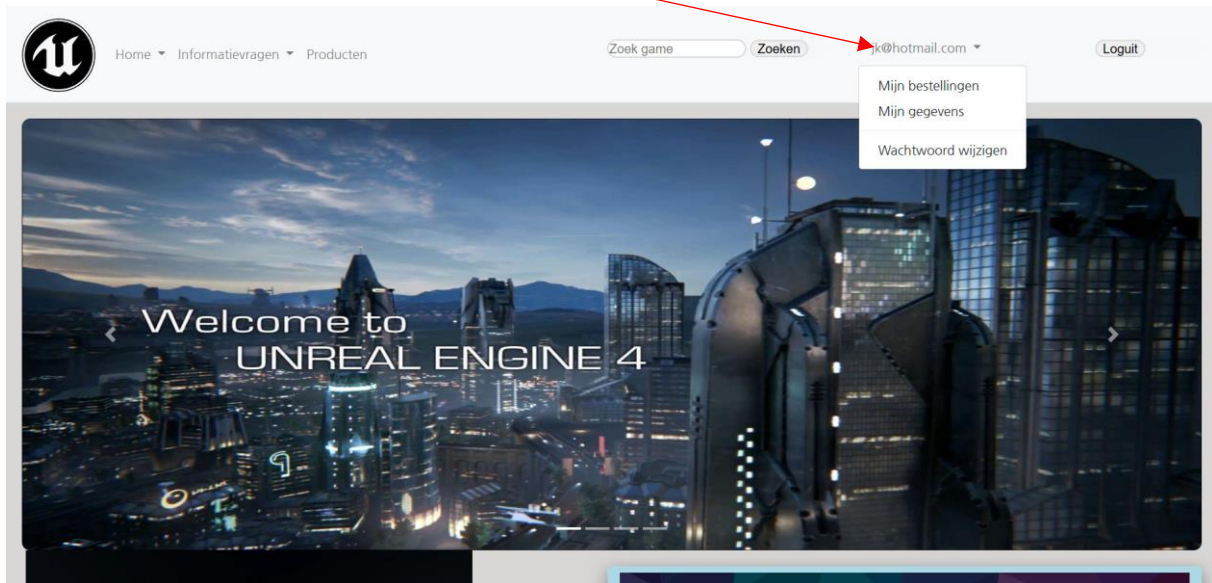 Home Informatievragen Producten Zoek game Zoeken jk@hotmail.com Loguit
Mijn bestellingen
Mijn gegevens
Wachtwoord wijzigen
Welcome to
UNREAL ENGINE 4